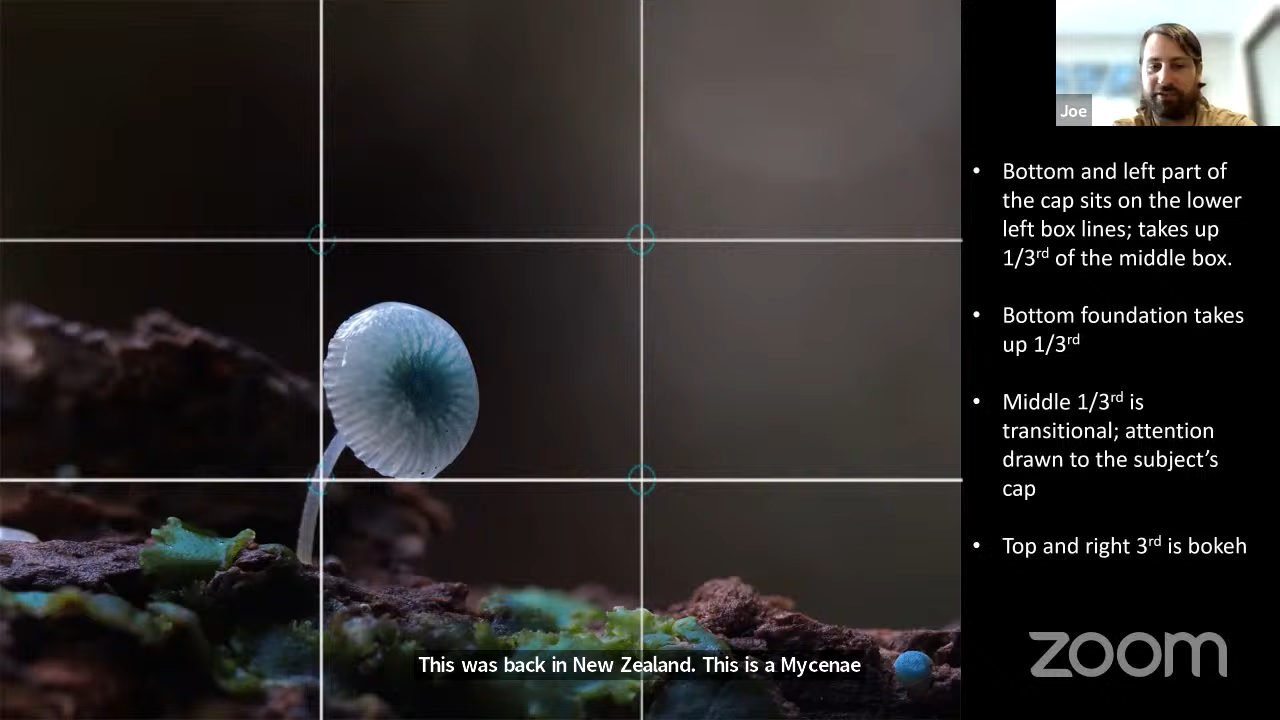 Joe
• Bottom and left part of
the cap sits on the lower
left box lines; takes up
1/3rd of the middle box.
• Bottom foundation takes
up 1/3rd
• Middle 1/3rd is
transitional; attention
drawn to the subject's
cap
• Top and right 3rd is bokeh
This was back in New Zealand. This is a Mycenae
zoom